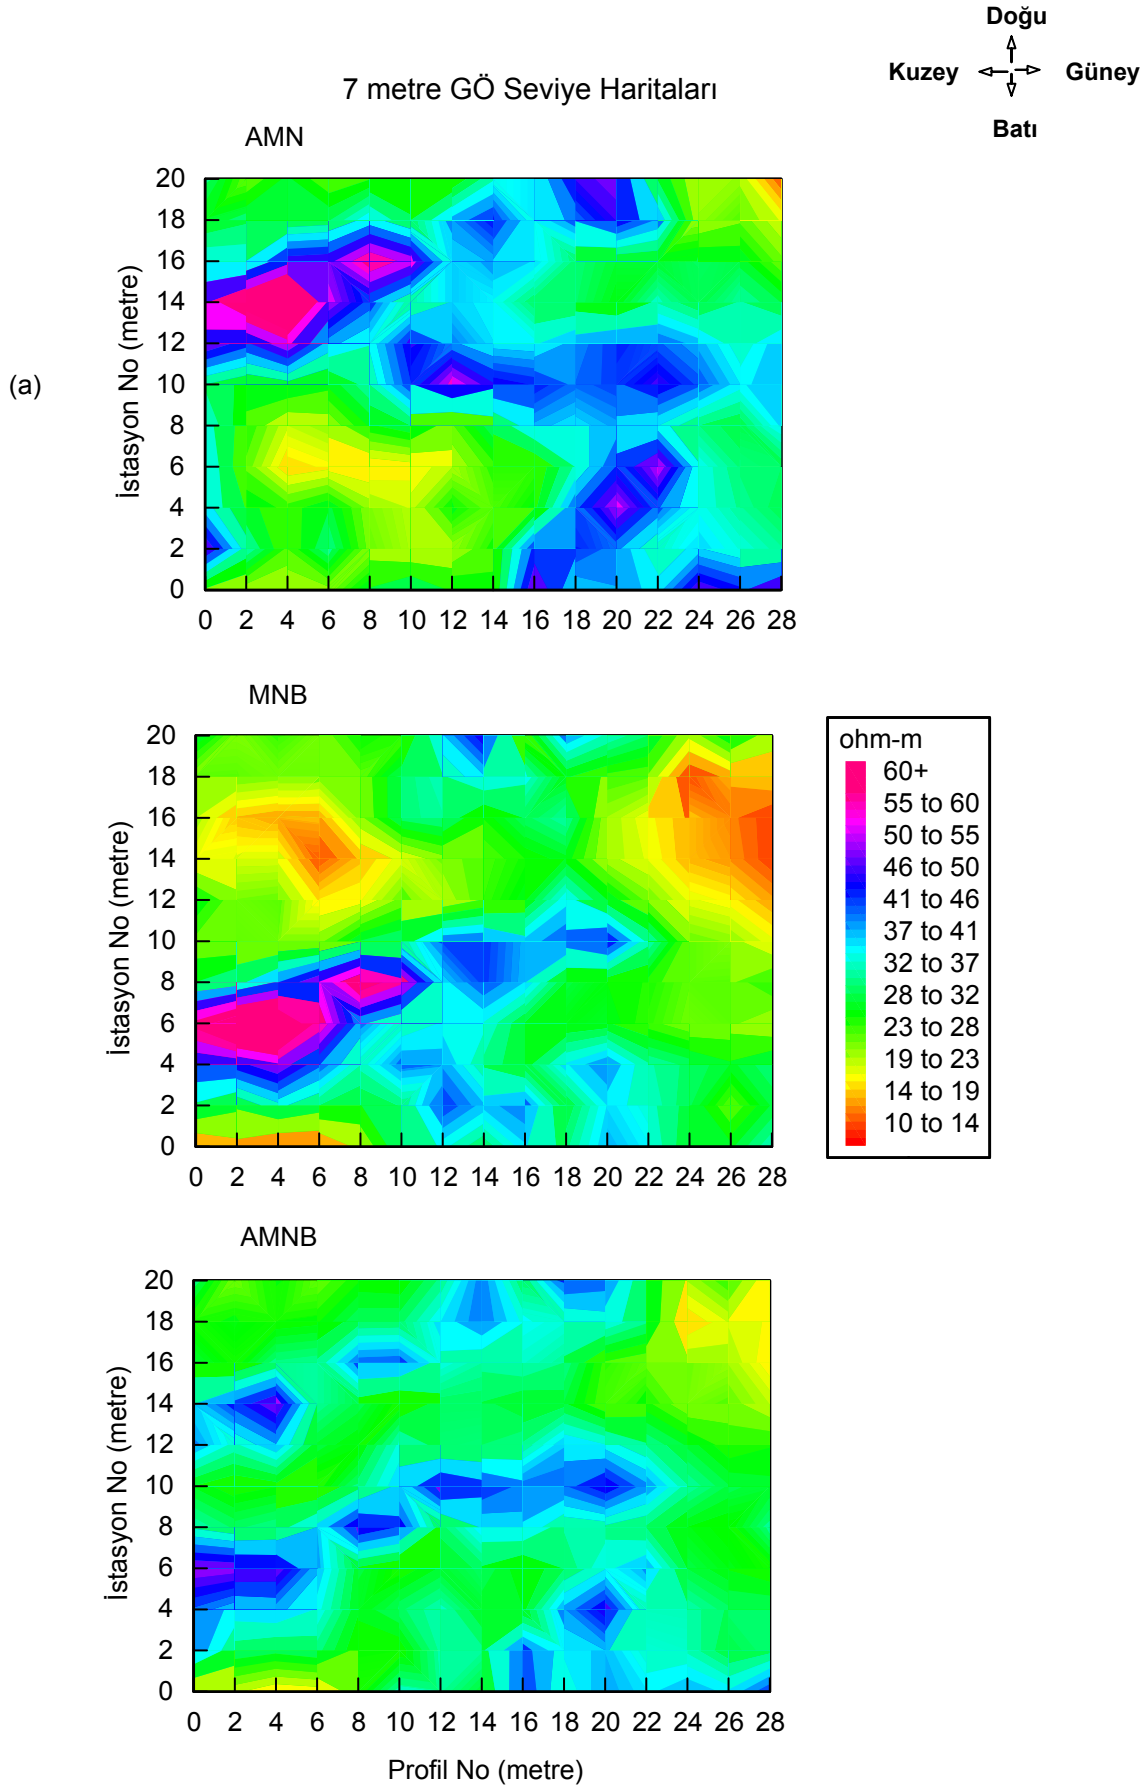 Doğu
Kuzey Güney
Batı
7 metre GÖ Seviye Haritaları
AMN
(a)
İstasyon No (metre)
20
18
16
14
12
10
8
6
4
2
0
0 2 4 6 8 10 12 14 16 18 20 22 24 26 28
MNB
İstasyon No (metre)
20
18
16
14
12
10
8
6
4
2
0
0 2 4 6 8 10 12 14 16 18 20 22 24 26 28
ohm-m
60+
55 to 60
50 to 55
46 to 50
41 to 46
37 to 41
32 to 37
28 to 32
23 to 28
19 to 23
14 to 19
10 to 14
AMNB
İstasyon No (metre)
20
18
16
14
12
10
8
6
4
2
0
0 2 4 6 8 10 12 14 16 18 20 22 24 26 28
Profil No (metre)